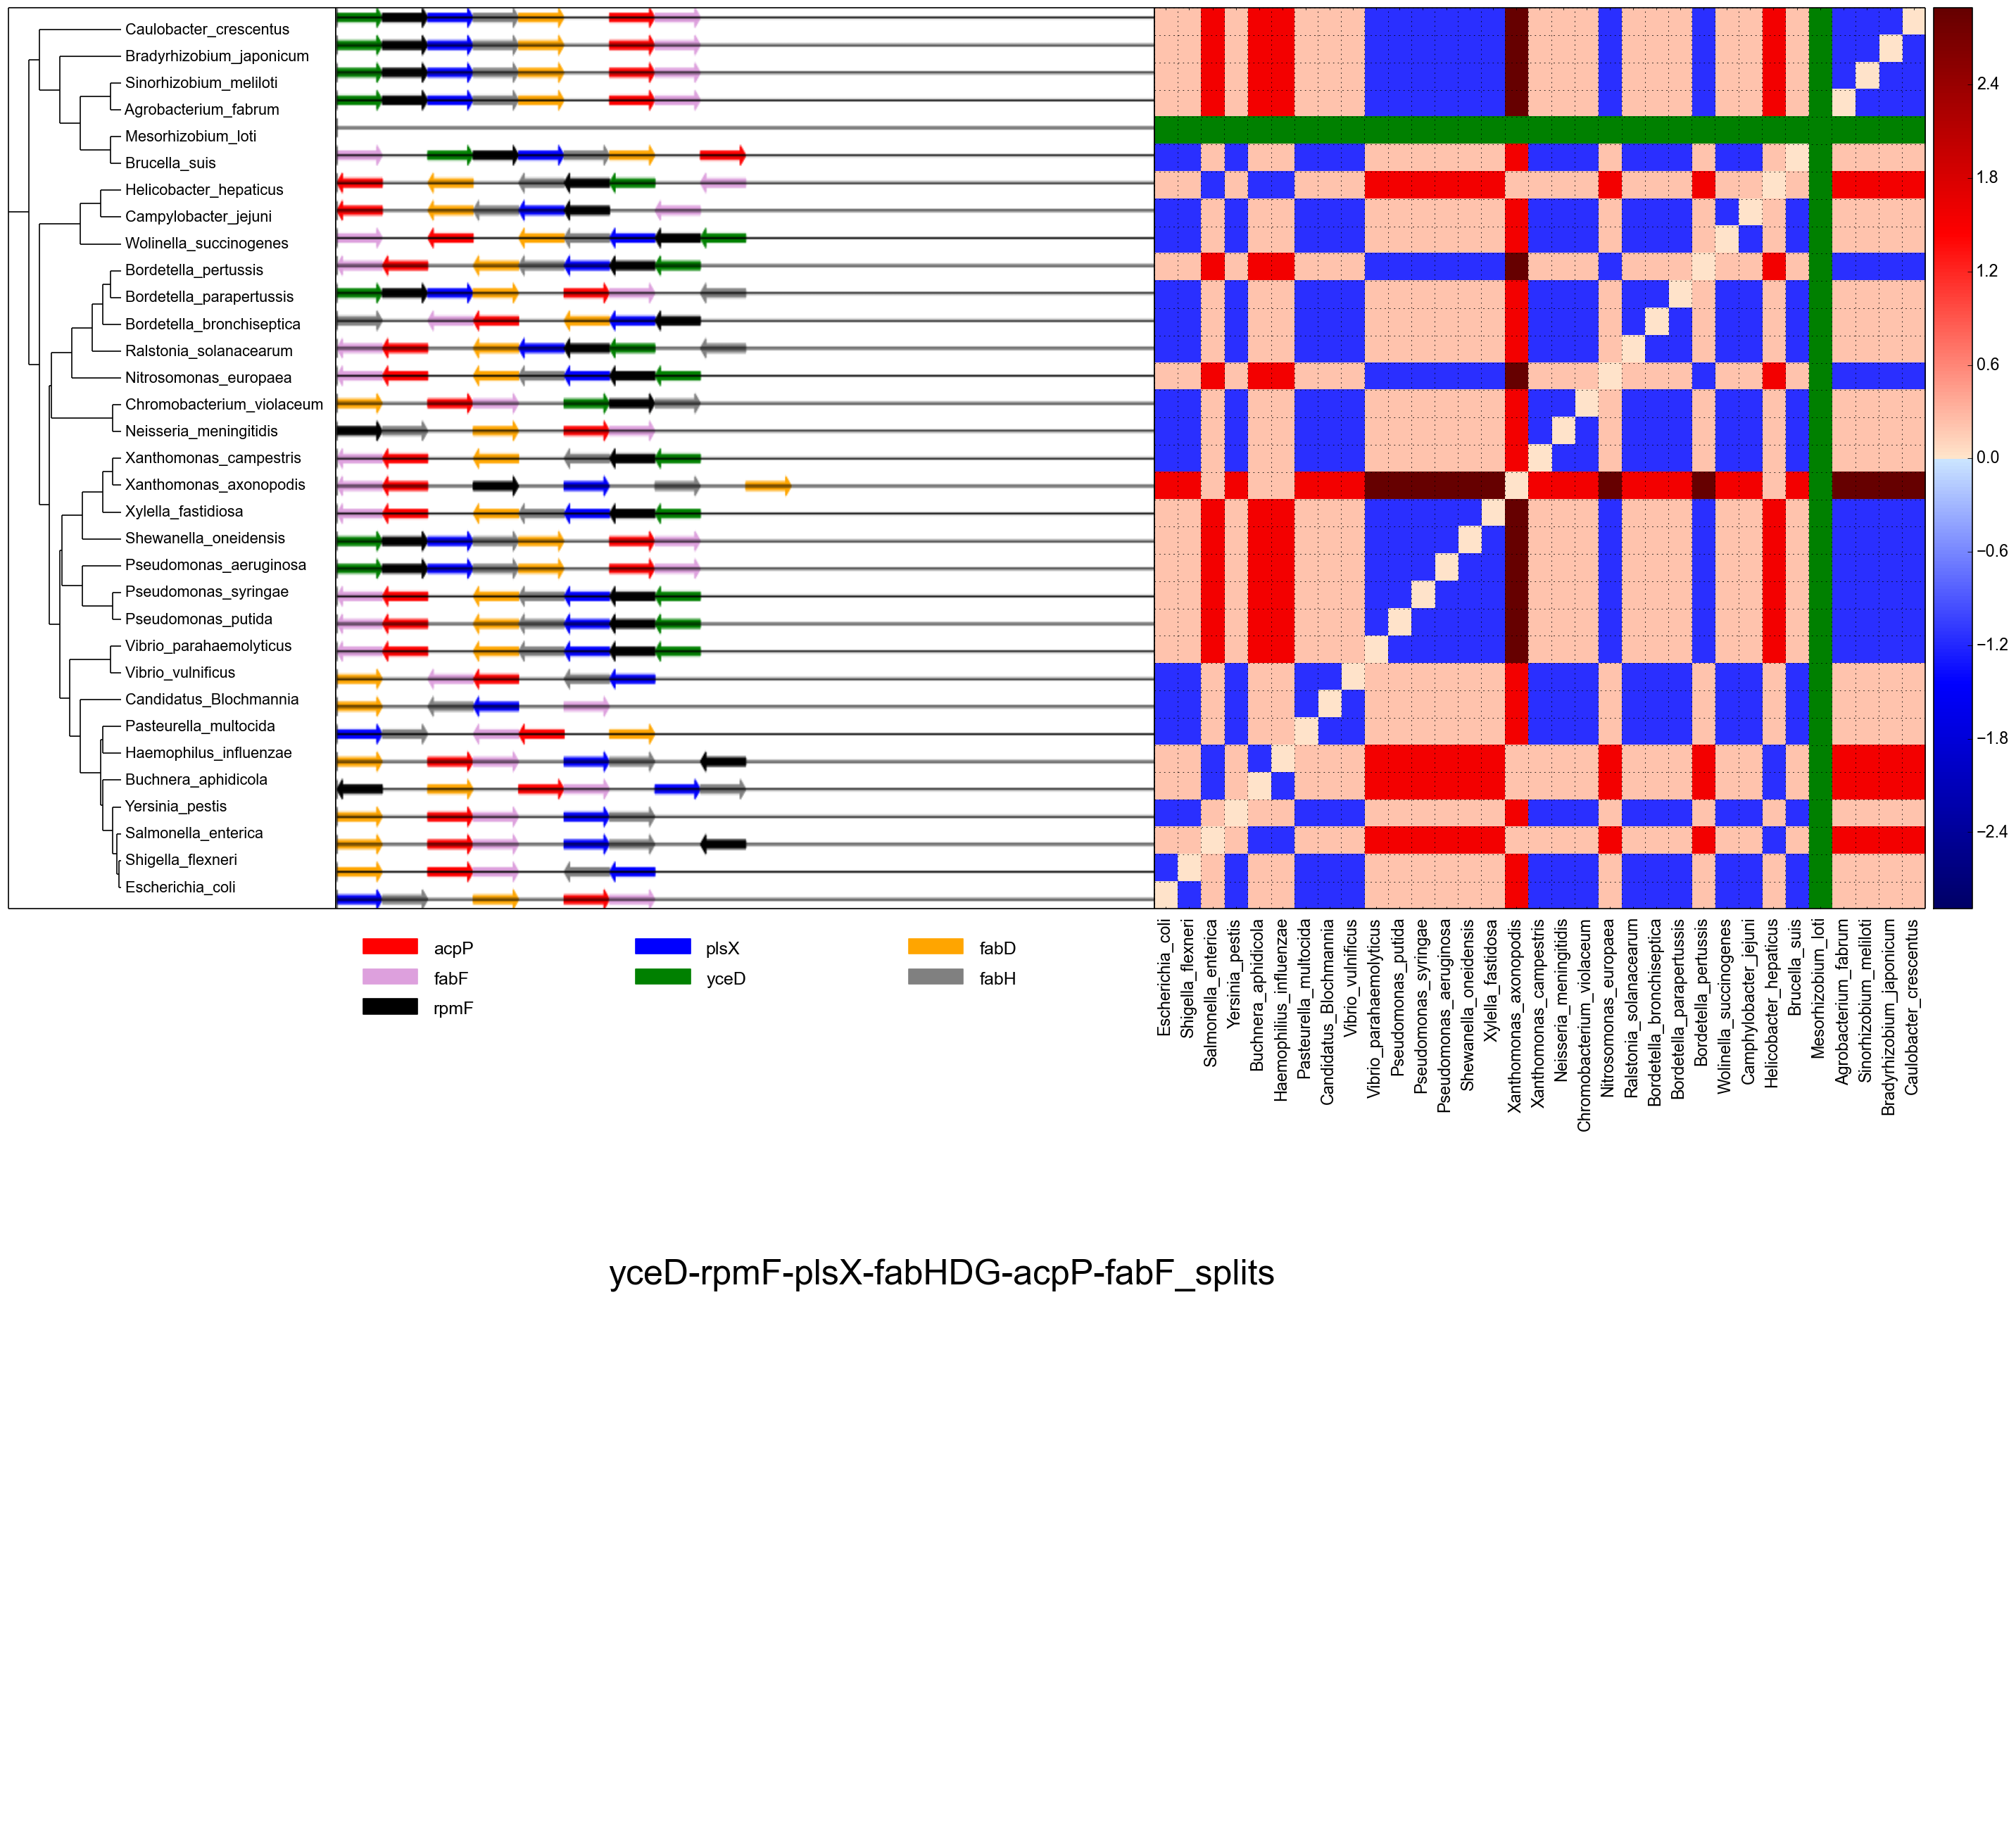 Caulobacter_crescentus
Bradyrhizobium_japonicum
Sinorhizobium_meliloti
Agrobacterium_fabrum
Mesorhizobium_loti
Brucella_suis
Helicobacter_hepaticus
Campylobacter_jejuni
Wolinella_succinogenes
Bordetella_pertussis
Bordetella_parapertussis
Bordetella_bronchiseptica
Ralstonia_solanacearum
Nitrosomonas_europaea
Chromobacterium_violaceum
Neisseria_meningitidis
Xanthomonas_campestris
Xanthomonas_axonopodis
Xylella_fastidiosa
Shewanella_oneidensis
Pseudomonas_aeruginosa
Pseudomonas_syringae
Pseudomonas_putida
Vibrio_parahaemolyticus
Vibrio_vulnificus
Candidatus_Blochmannia
Pasteurella_multocida
Haemophilus_influenzae
Buchnera_aphidicola
Yersinia_pestis
Salmonella_enterica
Shigella_flexneri
Escherichia_coli
2.4
1.8
1.2
0.6
0.0
−0.6
−1.2
−1.8
−2.4
acpP plsX fabD
fabF yceD fabH
rpmF
Escherichia_coli
Shigella_flexneri
Salmonella_enterica
Yersinia_pestis
Buchnera_aphidicola
Haemophilus_influenzae
Pasteurella_multocida
Candidatus_Blochmannia
Vibrio_vulnificus
Vibrio_parahaemolyticus
Pseudomonas_putida
Pseudomonas_syringae
Pseudomonas_aeruginosa
Shewanella_oneidensis
Xylella_fastidiosa
Xanthomonas_axonopodis
Xanthomonas_campestris
Neisseria_meningitidis
Chromobacterium_violaceum
Nitrosomonas_europaea
Ralstonia_solanacearum
Bordetella_bronchiseptica
Bordetella_parapertussis
Bordetella_pertussis
Wolinella_succinogenes
Camphylobacter_jejuni
Helicobacter_hepaticus
Brucella_suis
Mesorhizobium_loti
Agrobacterium_fabrum
Sinorhizobium_meliloti
Bradyrhizobium_japonicum
Caulobacter_crescentus
yceD-rpmF-plsX-fabHDG-acpP-fabF_splits